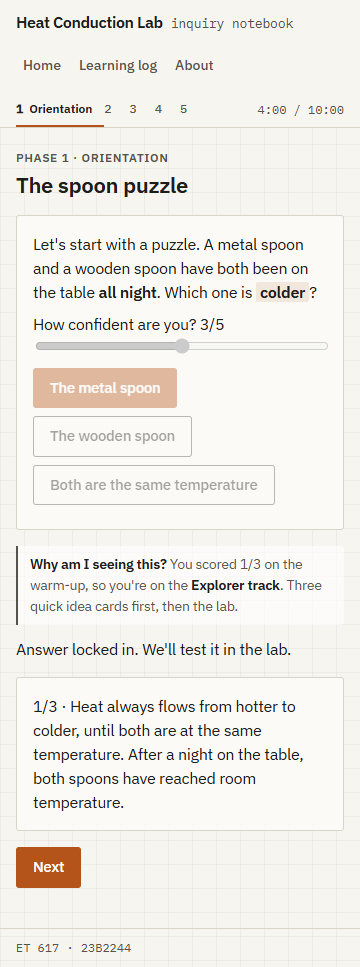 Heat Conduction Lab inquiry notebook
Home Learning log About
1 Orientation 2 3 4 5 4:00 / 10:00
PHASE 1 · ORIENTATION
The spoon puzzle
Let's start with a puzzle. A metal spoon
and a wooden spoon have both been on
the table all night. Which one is colder?
How confident are you? 3/5
The metal spoon
The wooden spoon
Both are the same temperature
Why am I seeing this? You scored 1/3 on the
warm-up, so you're on the Explorer track. Three
quick idea cards first, then the lab.
Answer locked in. We'll test it in the lab.
1/3 · Heat always flows from hotter to
colder, until both are at the same
temperature. After a night on the table,
both spoons have reached room
temperature.
Next
ET 617 · 23B2244